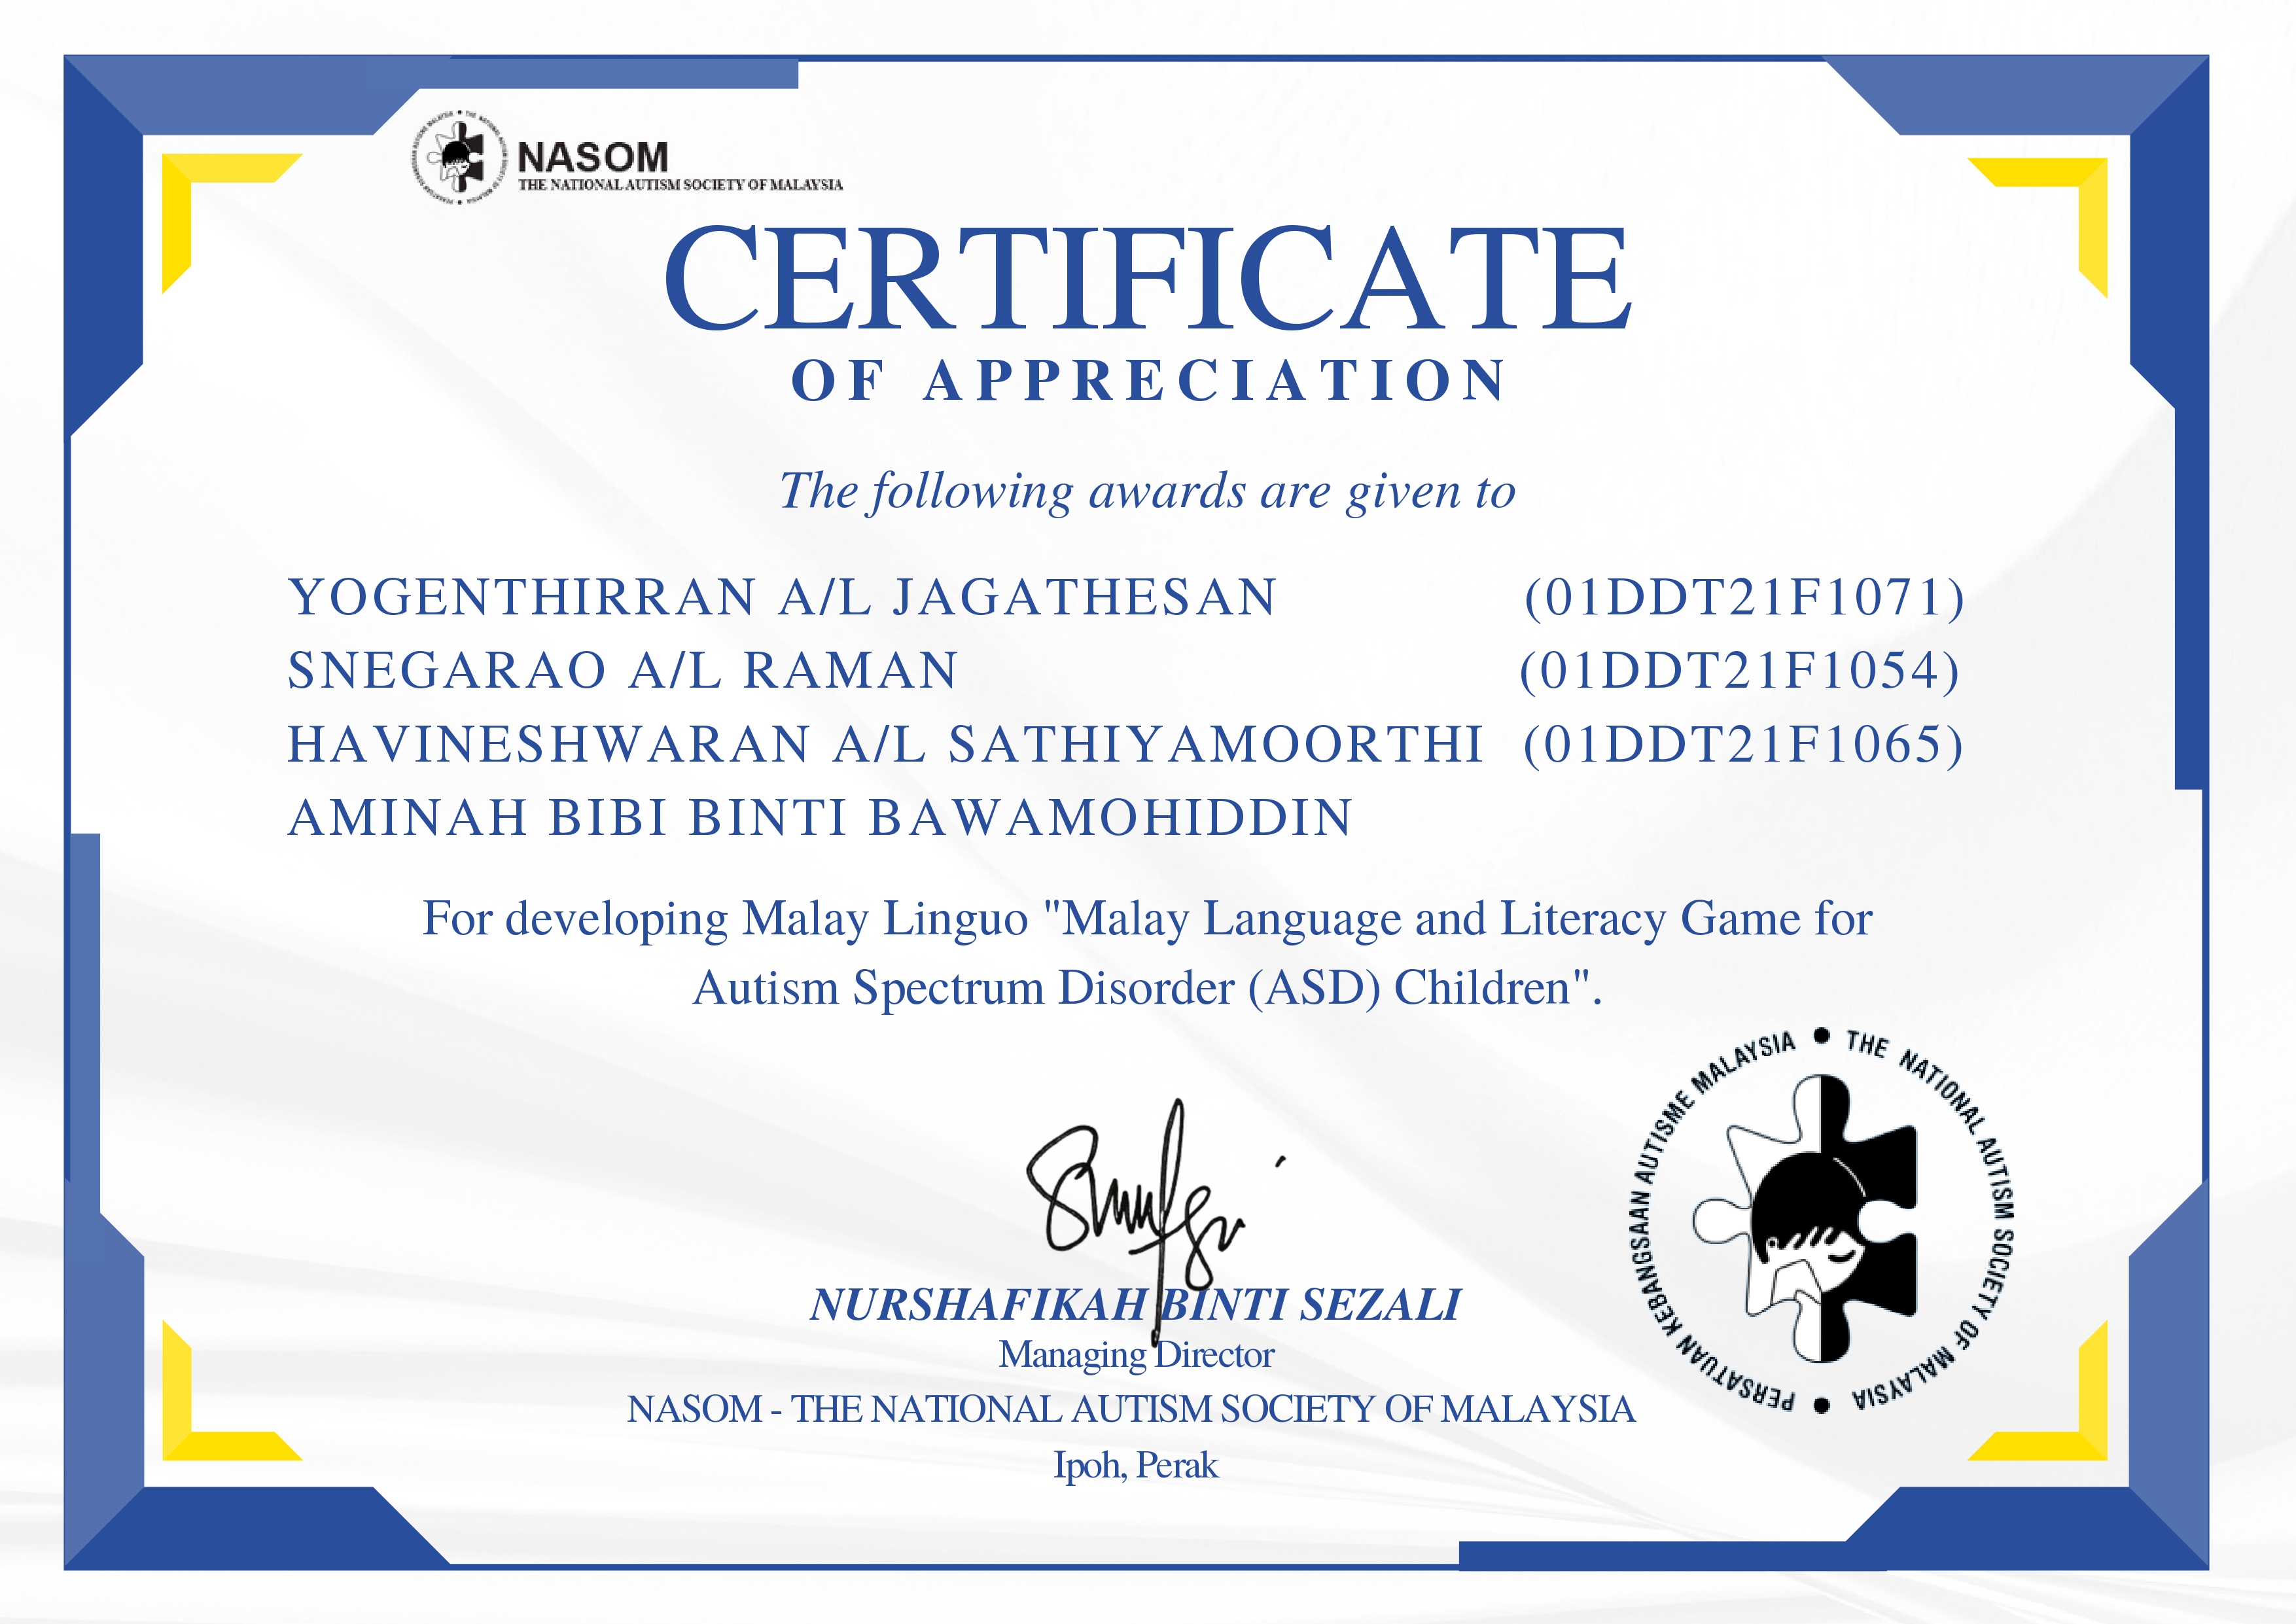 NASOM
THE NATIONAL AUTISM SOCIETY OF MALAYSIA
CERTIFICATE
OF APPRECIATION
The following awards are given to
YOGENTHIRRAN A/L JAGATHESAN (01DDT21F1071)
SNEGARAO A/L RAMAN (01DDT21F1054)
HAVINESHWARAN A/L SATHIYAMOORTHI (01DDT21F1065)
AMINAH BIBI BINTI BAWAMOHIDDIN
For developing Malay Linguo "Malay Language and Literacy Game for
Autism Spectrum Disorder (ASD) Children".
NURSHAFIKAH BINTI SEZALI
Managing Director
NASOM - THE NATIONAL AUTISM SOCIETY OF MALAYSIA
Ipoh, Perak
PERSATUAN KEBANGSAAN AUTISME MALAYSIA • THE NATIONAL AUTISM SOCIETY OF MALAYSIA •